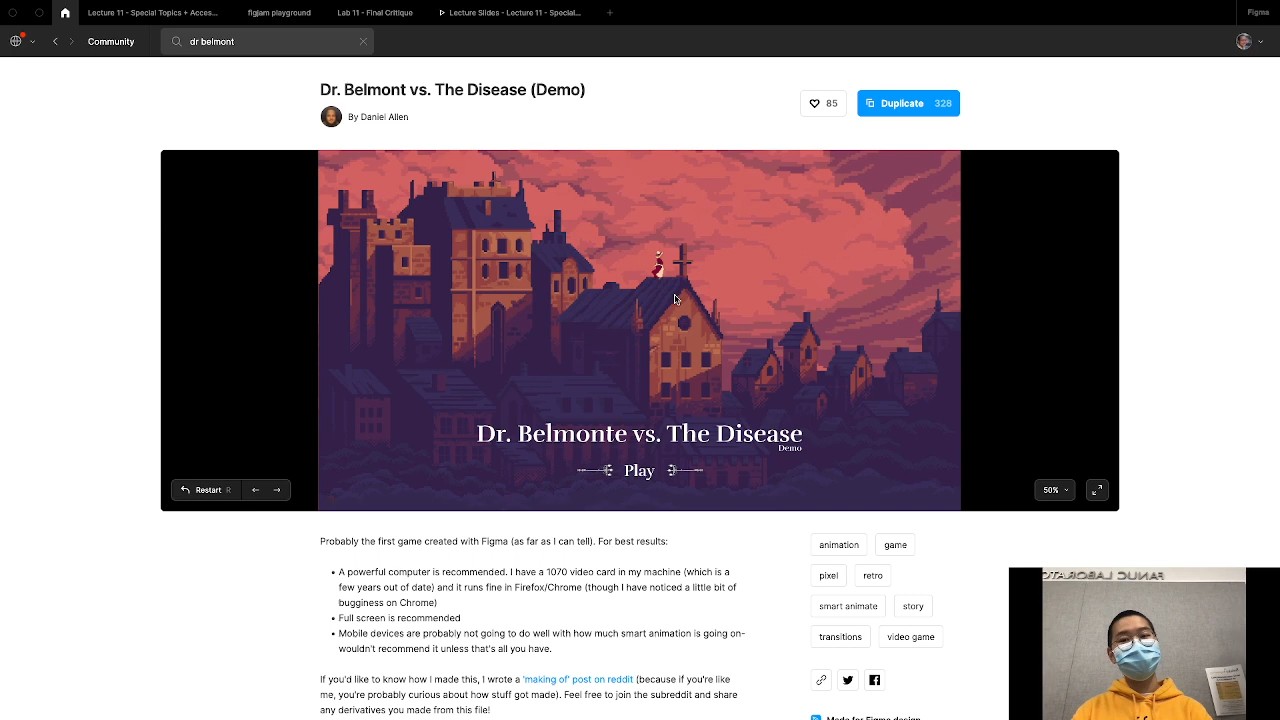 Lecture 11 - Special Topics + Acces...
figjam playground
Lab 11 - Final Critique
Lecture Slides - Lecture 11 - Special...
Figma
Community
dr belmont
Dr. Belmont vs. The Disease (Demo)
By Daniel Allen
85
Duplicate 328
Dr. Belmonte vs. The Disease
Demo
Play
Restart R
50%
Probably the first game created with Figma (as far as I can tell). For best results:
• A powerful computer is recommended. I have a 1070 video card in my machine (which is a
few years out of date) and it runs fine in Firefox/Chrome (though I have noticed a little bit of
bugginess on Chrome)
• Full screen is recommended
• Mobile devices are probably not going to do well with how much smart animation is going on-
wouldn't recommend it unless that's all you have.
If you'd like to know how I made this, I wrote a 'making of' post on reddit (because if you're like
me, you're probably curious about how stuff got made). Feel free to join the subreddit and share
any derivatives you made from this file!
animation
game
pixel
retro
smart animate
story
transitions
video game
Made for Figma design
FANUC LABORATO